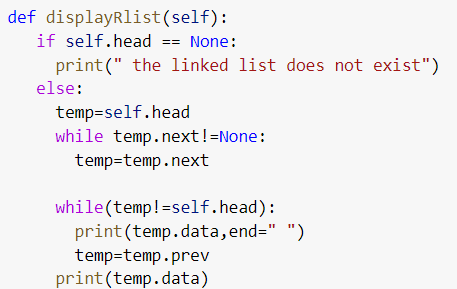 def displayRlist(self):
   if self.head == None:
     print(" the linked list does not exist")
   else:
     temp=self.head
     while temp.next!=None:
       temp=temp.next

     while(temp!=self.head):
       print(temp.data,end=" ")
       temp=temp.prev
     print(temp.data)